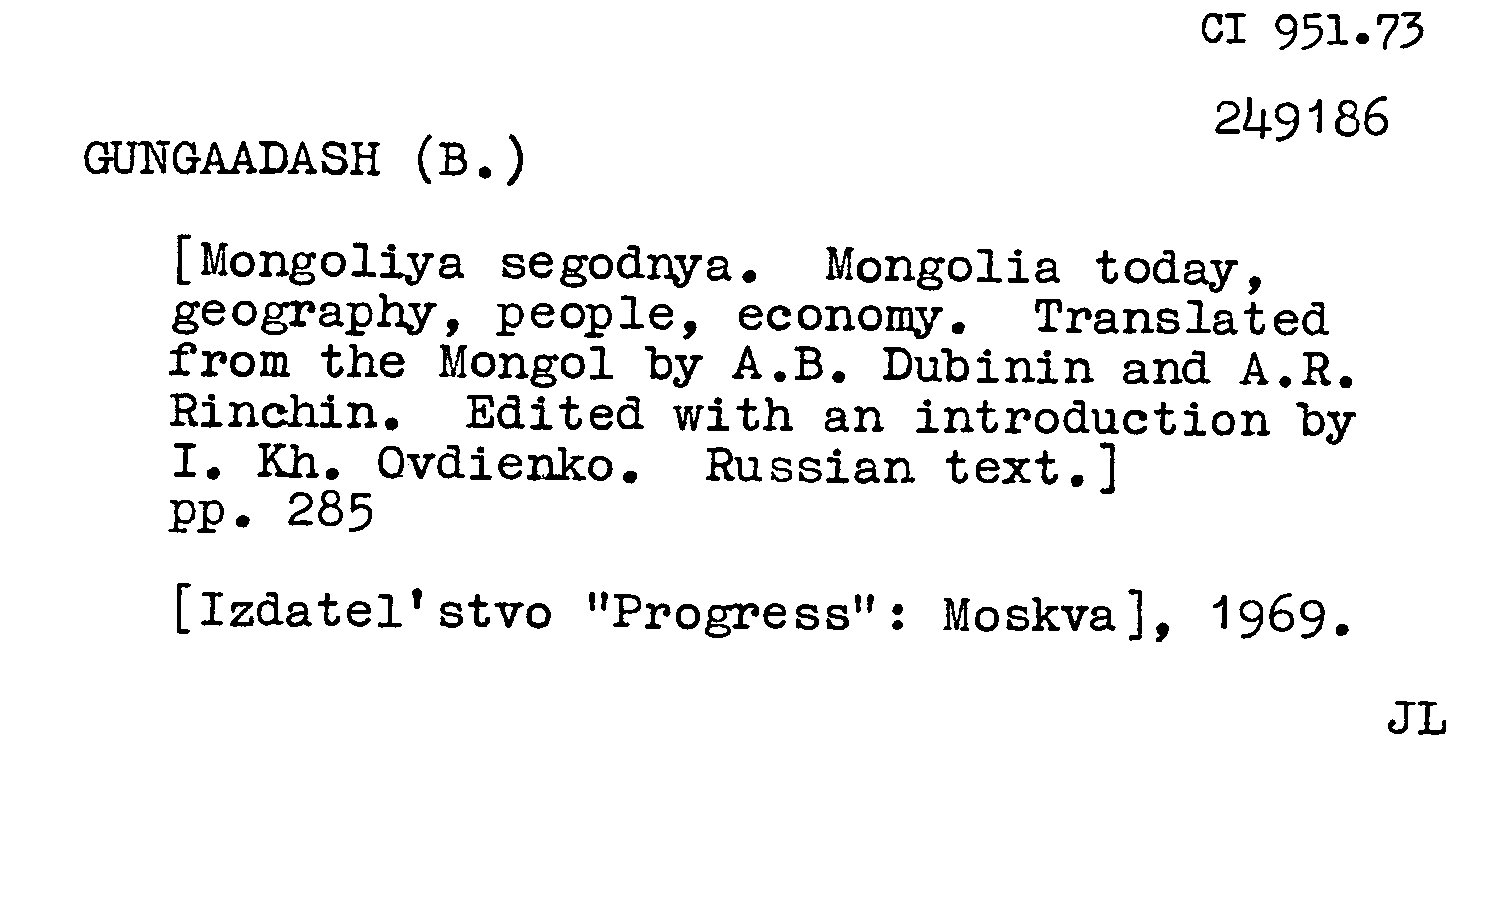 CI 951.73
249186
GUNGAADASH (B.)
[Mongoliya segodnya. Mongolia today,
geography, people, economy. Translated
from the Mongol by A.B. Dubinin and A.R.
Rinchin. Edited with an introduction by
I. Kh. Ovdienko. Russian text.]
pp. 285
[Izdatel'stvo "Progress": Moskva], 1969.
JL